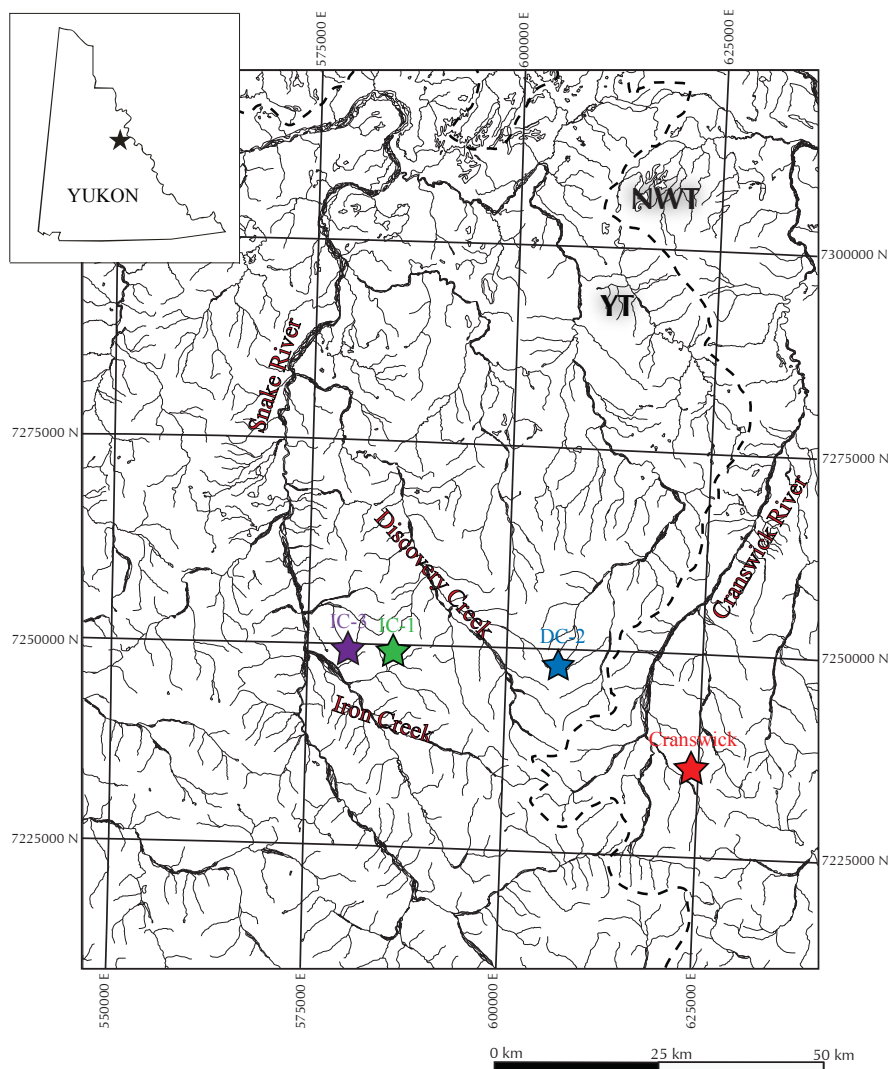 575000 E
600000 E
625000 E
YUKON
NWT
7300000 N
YT
Snake River
7275000 N
7275000 N
Cranswick River
Discovery Creek
IC-3
IC-1
DC-2
7250000 N
7250000 N
Iron Creek
Cranswick
7225000 N
7225000 N
550000 E
575000 E
600000 E
625000 E
0 km
25 km
50 km